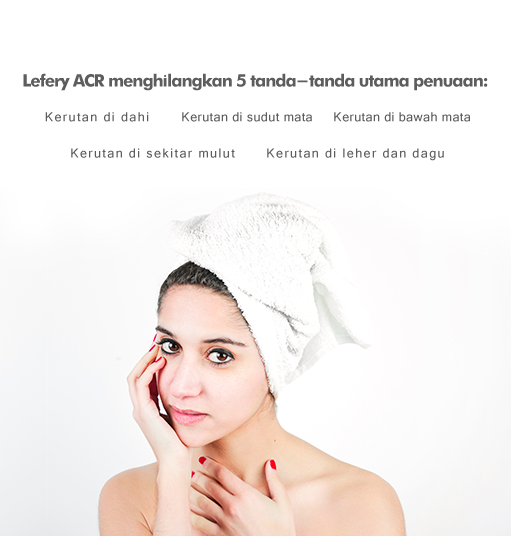 Lefery ACR menghilangkan 5 tanda-tanda utama penuaan:
Kerutan di dahi Kerutan di sudut mata Kerutan di bawah mata
Kerutan di sekitar mulut Kerutan di leher dan dagu